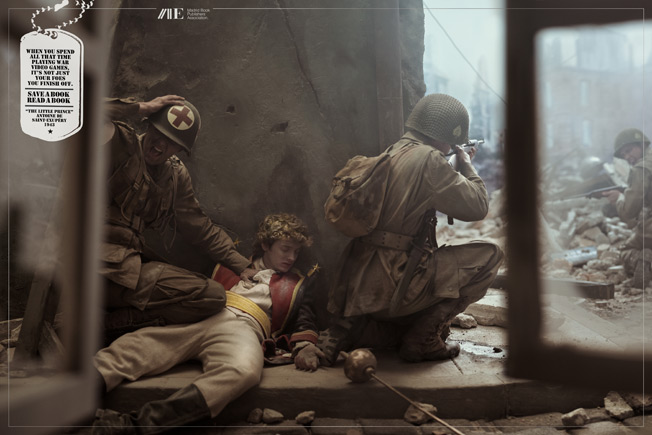 WHEN YOU SPEND
ALL THAT TIME
PLAYING WAR
VIDEO GAMES,
IT'S NOT JUST
YOUR FOES
YOU FINISH OFF.
SAVE A BOOK
READ A BOOK
"THE LITTLE PRINCE"
ANTOINE DE
SAINT-EXUPÉRY
1943
Madrid Book
Publishers
Association